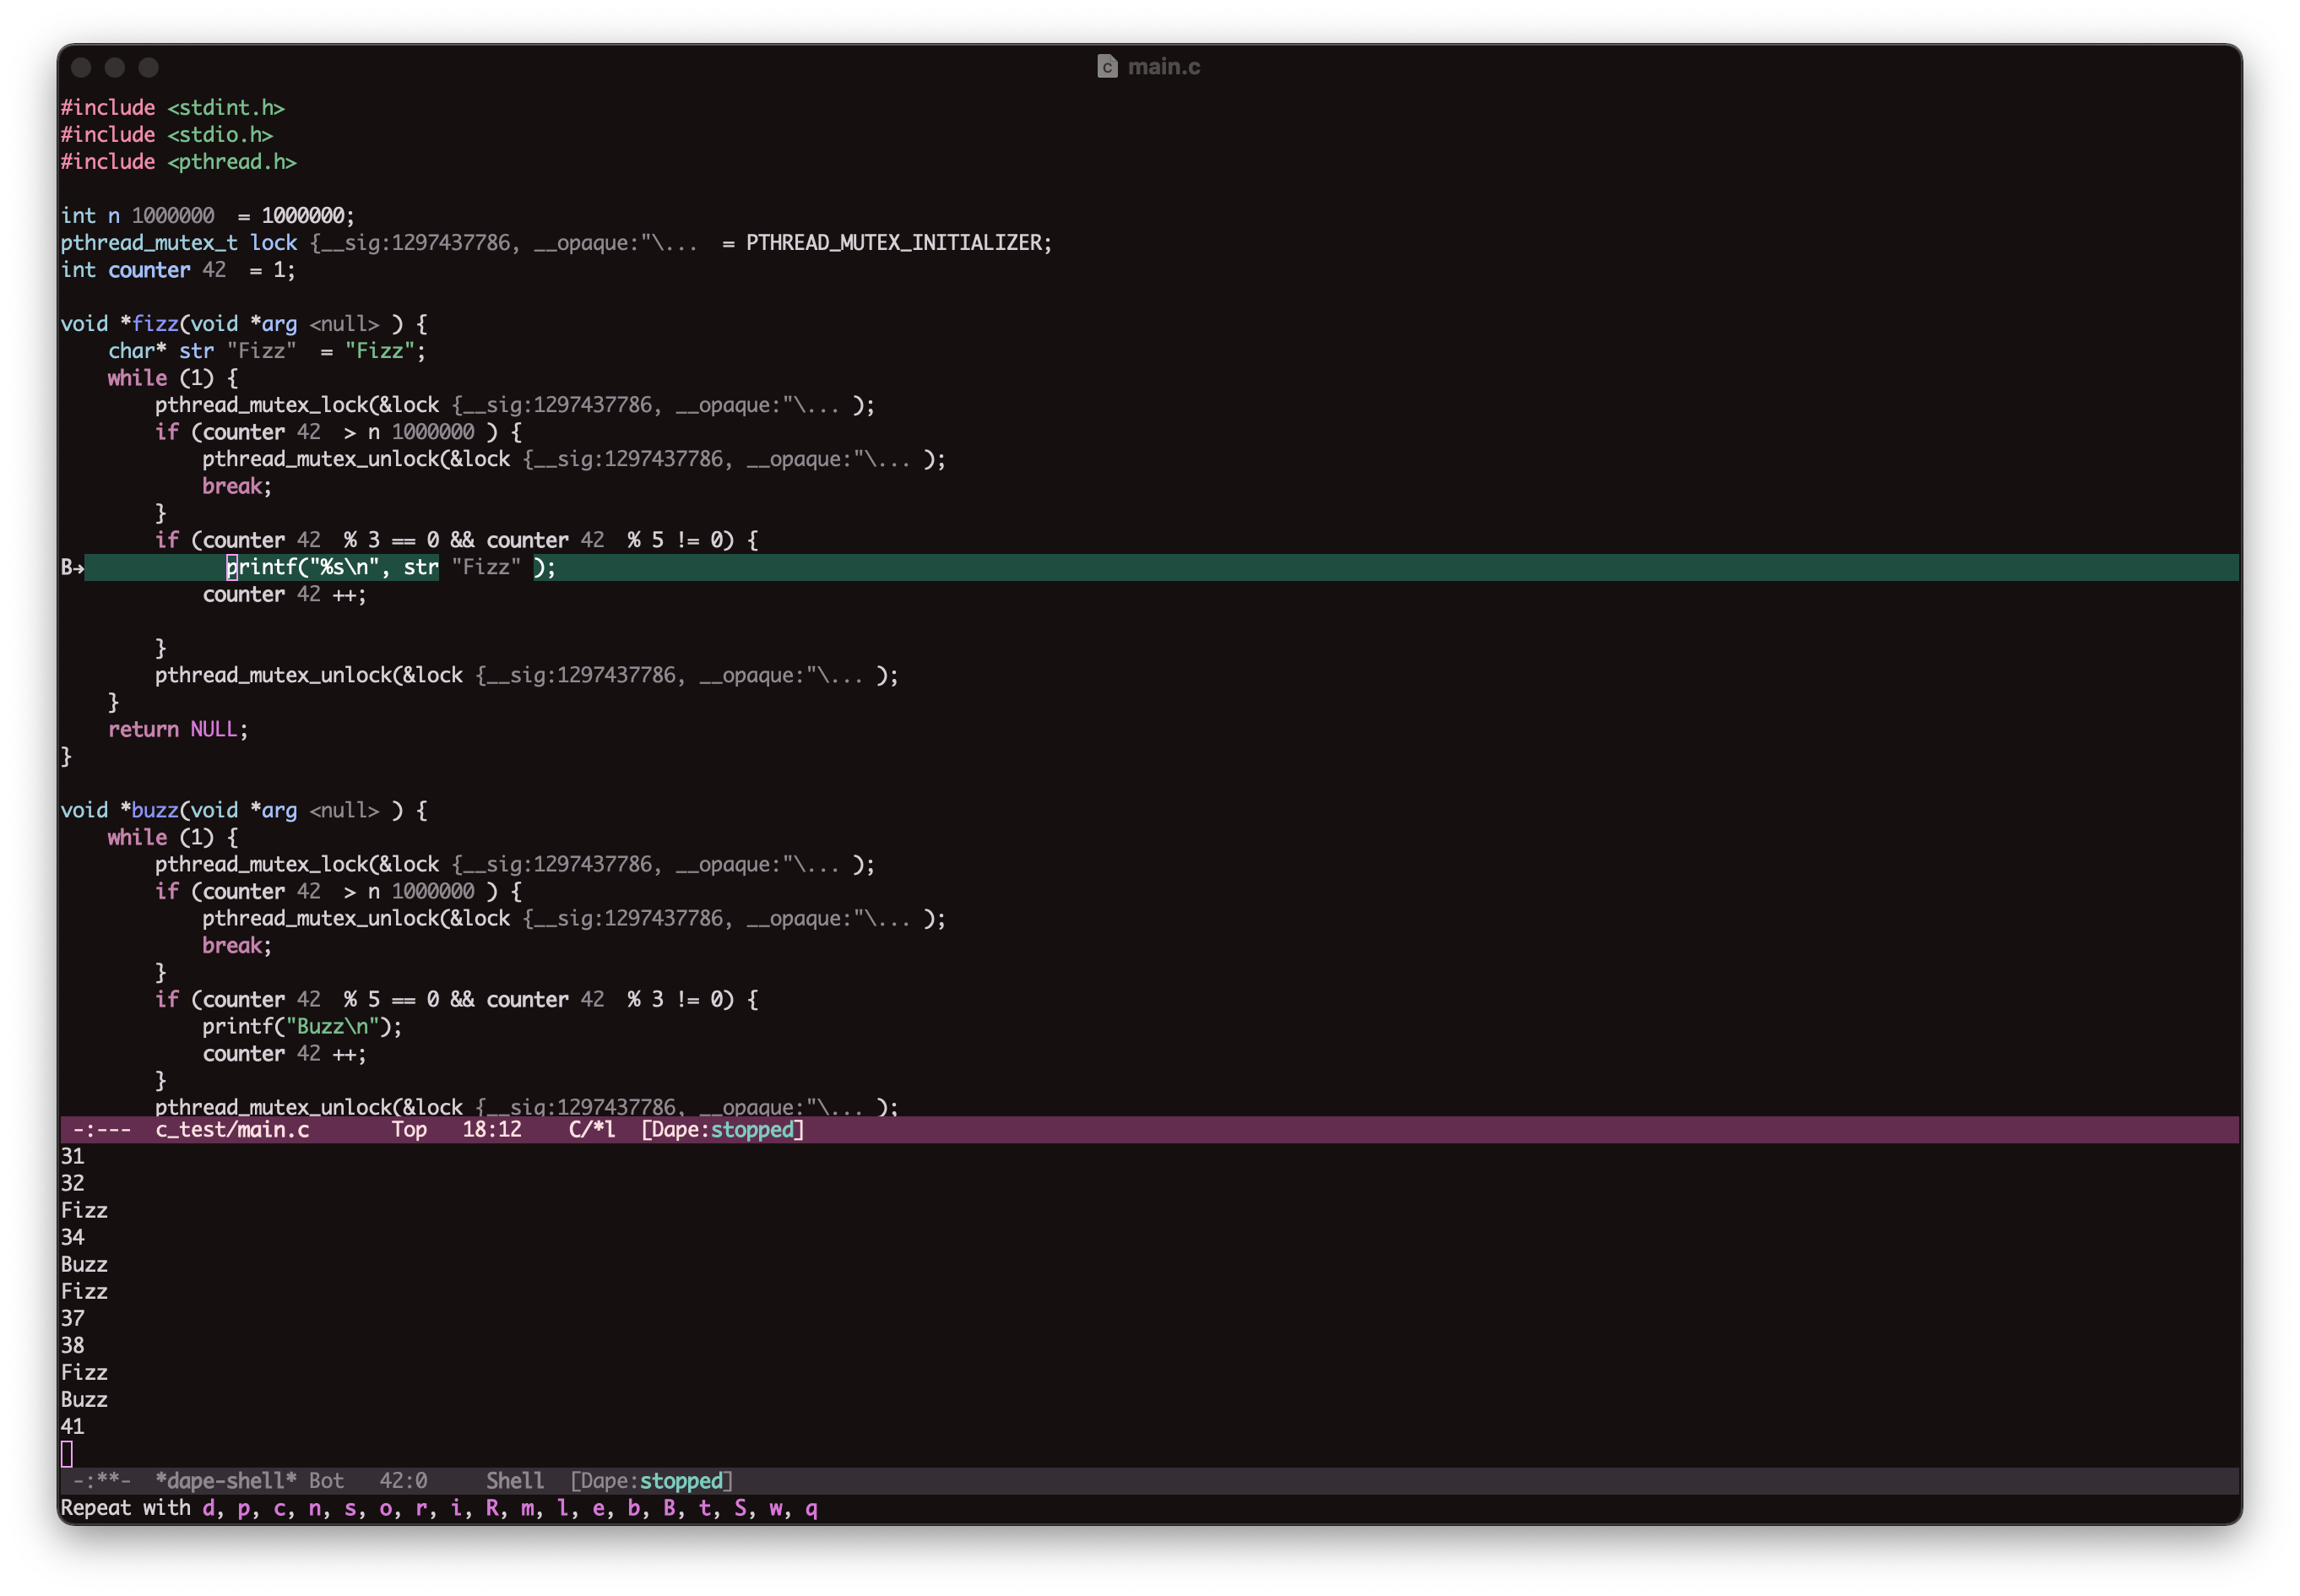 main.c
#include <stdint.h>
#include <stdio.h>
#include <pthread.h>
int n 1000000  = 1000000;
pthread_mutex_t lock {__sig:1297437786, __opaque:"\...  = PTHREAD_MUTEX_INITIALIZER;
int counter 42  = 1;
void *fizz(void *arg <null> ) {
    char* str "Fizz"  = "Fizz";
    while (1) {
        pthread_mutex_lock(&lock {__sig:1297437786, __opaque:"\... );
        if (counter 42  > n 1000000 ) {
            pthread_mutex_unlock(&lock {__sig:1297437786, __opaque:"\... );
            break;
        }
        if (counter 42  % 3 == 0 && counter 42  % 5 != 0) {
B→            printf("%s\n", str "Fizz" );
            counter 42 ++;
        }
        pthread_mutex_unlock(&lock {__sig:1297437786, __opaque:"\... );
    }
    return NULL;
}
void *buzz(void *arg <null> ) {
    while (1) {
        pthread_mutex_lock(&lock {__sig:1297437786, __opaque:"\... );
        if (counter 42  > n 1000000 ) {
            pthread_mutex_unlock(&lock {__sig:1297437786, __opaque:"\... );
            break;
        }
        if (counter 42  % 5 == 0 && counter 42  % 3 != 0) {
            printf("Buzz\n");
            counter 42 ++;
        }
        pthread_mutex_unlock(&lock {__sig:1297437786, __opaque:"\... );
-:---  c_test/main.c       Top   18:12    C/*l  [Dape:stopped]
31
32
Fizz
34
Buzz
Fizz
37
38
Fizz
Buzz
41
-:**-  *dape-shell* Bot   42:0     Shell  [Dape:stopped]
Repeat with d, p, c, n, s, o, r, i, R, m, l, e, b, B, t, S, w, q